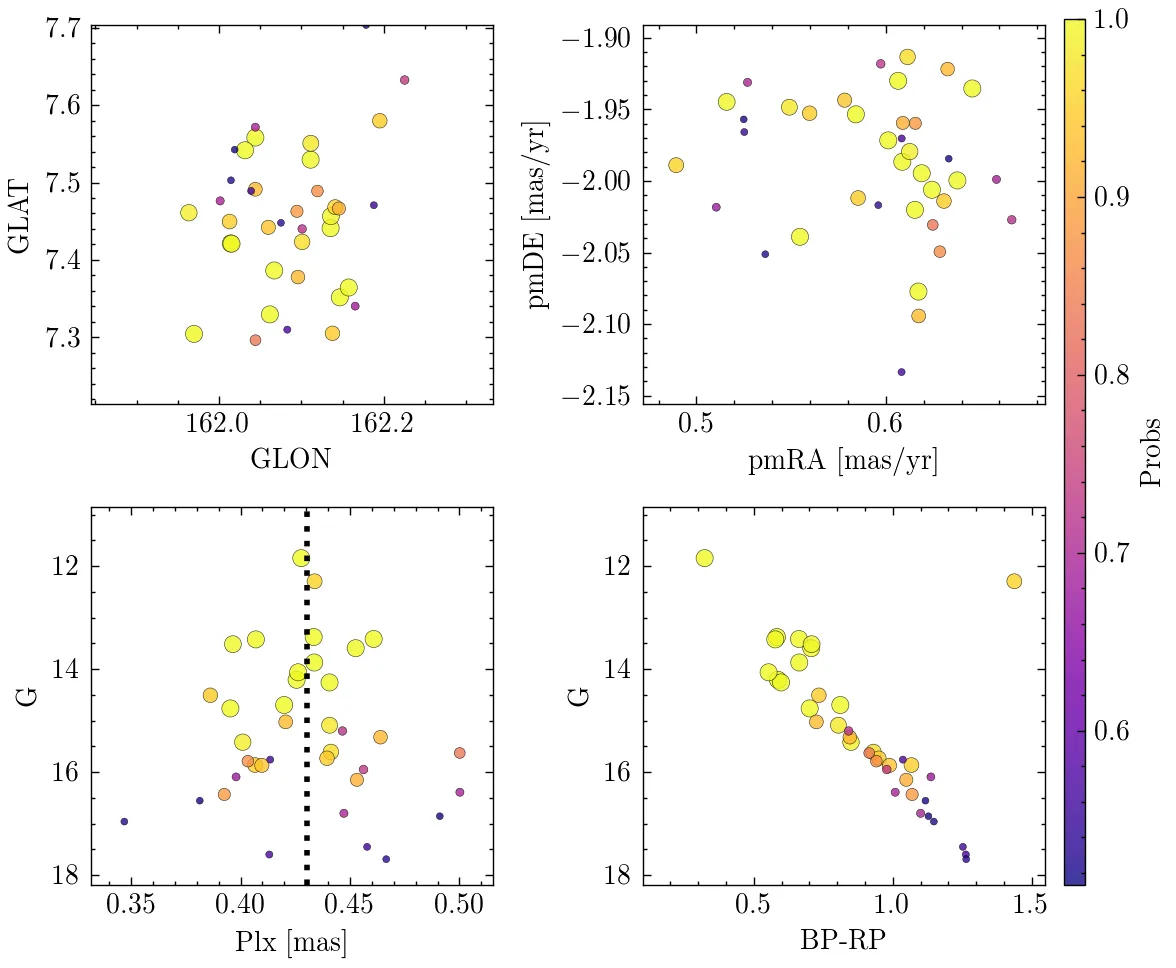 7.7
7.6
7.5
7.4
7.3
GLAT
162.0 162.2
GLON
−1.90
−1.95
−2.00
−2.05
−2.10
−2.15
pmDE [mas/yr]
0.5 0.6
pmRA [mas/yr]
12
14
16
18
G
0.35 0.40 0.45 0.50
Plx [mas]
12
14
16
18
G
0.5 1.0 1.5
BP-RP
1.0
0.9
0.8
0.7
0.6
Probs